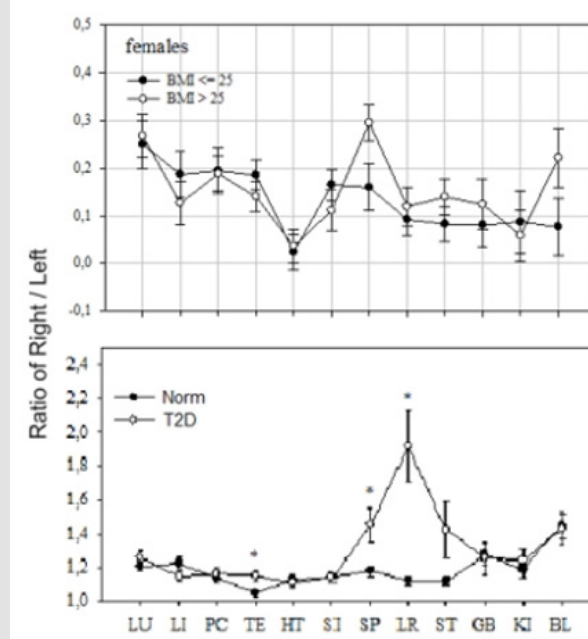 0,5
females
BMI <= 25
BMI > 25
0,4
0,3
0,2
0,1
0,0
-0,1
Ratio of Right / Left
2,4
2,2
2,0
1,8
1,6
1,4
1,2
1,0
Norm
T2D
*
*
*
*
LU LI PC TE HT S.I SP LR ST GB KI BL